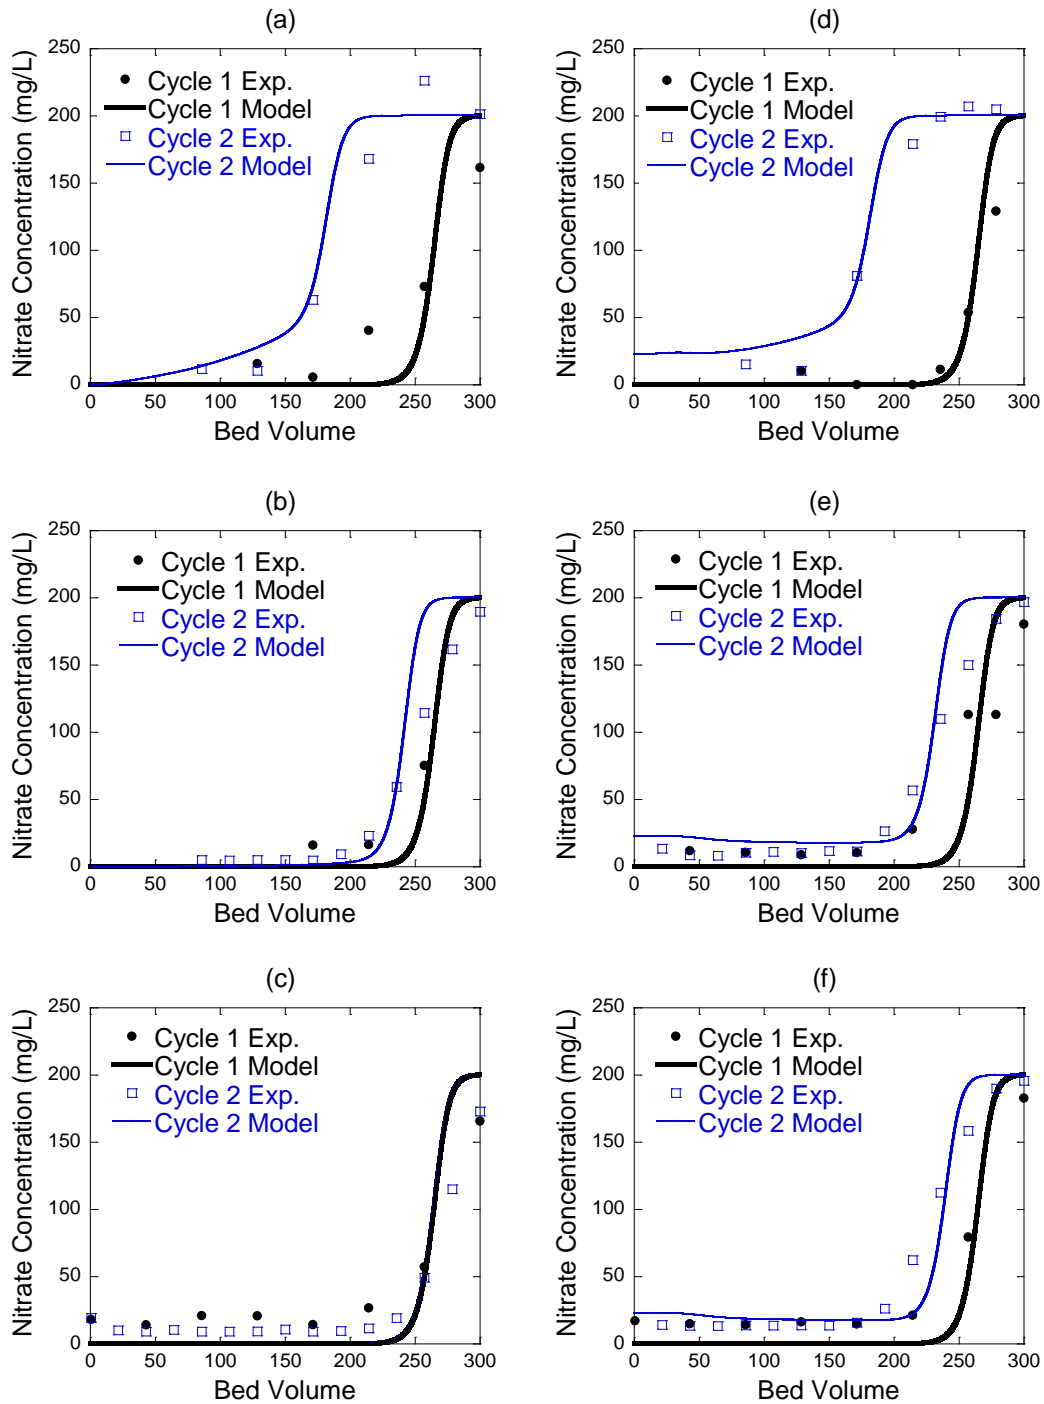 (a)
Nitrate Concentration (mg/L)
250
200
150
100
50
0
Cycle 1 Exp.
Cycle 1 Model
Cycle 2 Exp.
Cycle 2 Model
0 50 100 150 200 250 300
Bed Volume
(d)
Nitrate Concentration (mg/L)
250
200
150
100
50
0
Cycle 1 Exp.
Cycle 1 Model
Cycle 2 Exp.
Cycle 2 Model
0 50 100 150 200 250 300
Bed Volume
(b)
Nitrate Concentration (mg/L)
250
200
150
100
50
0
Cycle 1 Exp.
Cycle 1 Model
Cycle 2 Exp.
Cycle 2 Model
0 50 100 150 200 250 300
Bed Volume
(e)
Nitrate Concentration (mg/L)
250
200
150
100
50
0
Cycle 1 Exp.
Cycle 1 Model
Cycle 2 Exp.
Cycle 2 Model
0 50 100 150 200 250 300
Bed Volume
(c)
Nitrate Concentration (mg/L)
250
200
150
100
50
0
Cycle 1 Exp.
Cycle 1 Model
Cycle 2 Exp.
Cycle 2 Model
0 50 100 150 200 250 300
Bed Volume
(f)
Nitrate Concentration (mg/L)
250
200
150
100
50
0
Cycle 1 Exp.
Cycle 1 Model
Cycle 2 Exp.
Cycle 2 Model
0 50 100 150 200 250 300
Bed Volume